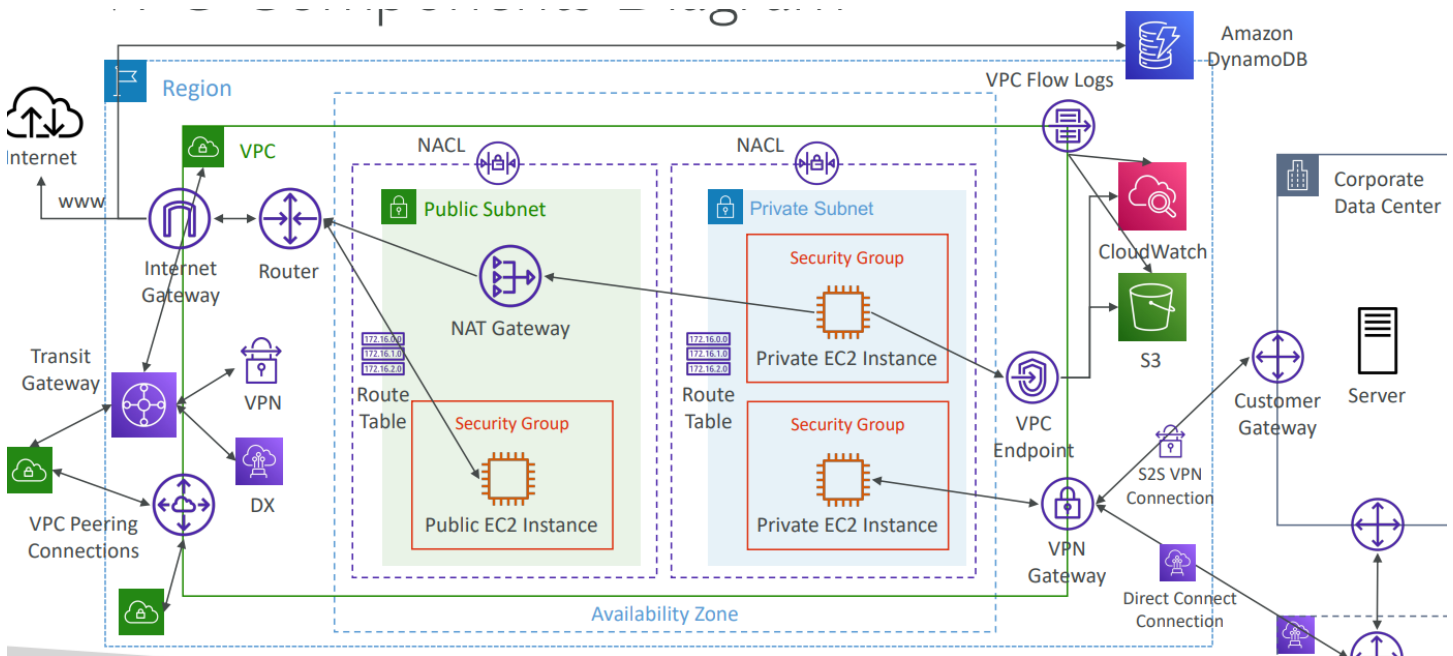 VPC Components Diagram
Amazon
DynamoDB
Region
VPC Flow Logs
Internet
www
VPC
NACL
NACL
Corporate
Data Center
Public Subnet
Private Subnet
Security Group
CloudWatch
Internet
Gateway
Router
NAT Gateway
Private EC2 Instance
172.16.0.0
172.16.1.0
172.16.2.0
172.16.0.0
172.16.1.0
172.16.2.0
S3
Transit
Gateway
VPN
Route
Table
Route
Table
VPC
Endpoint
Customer
Gateway
Server
Security Group
Security Group
S2S VPN
Connection
DX
VPC Peering
Connections
Public EC2 Instance
Private EC2 Instance
VPN
Gateway
Direct Connect
Connection
Availability Zone